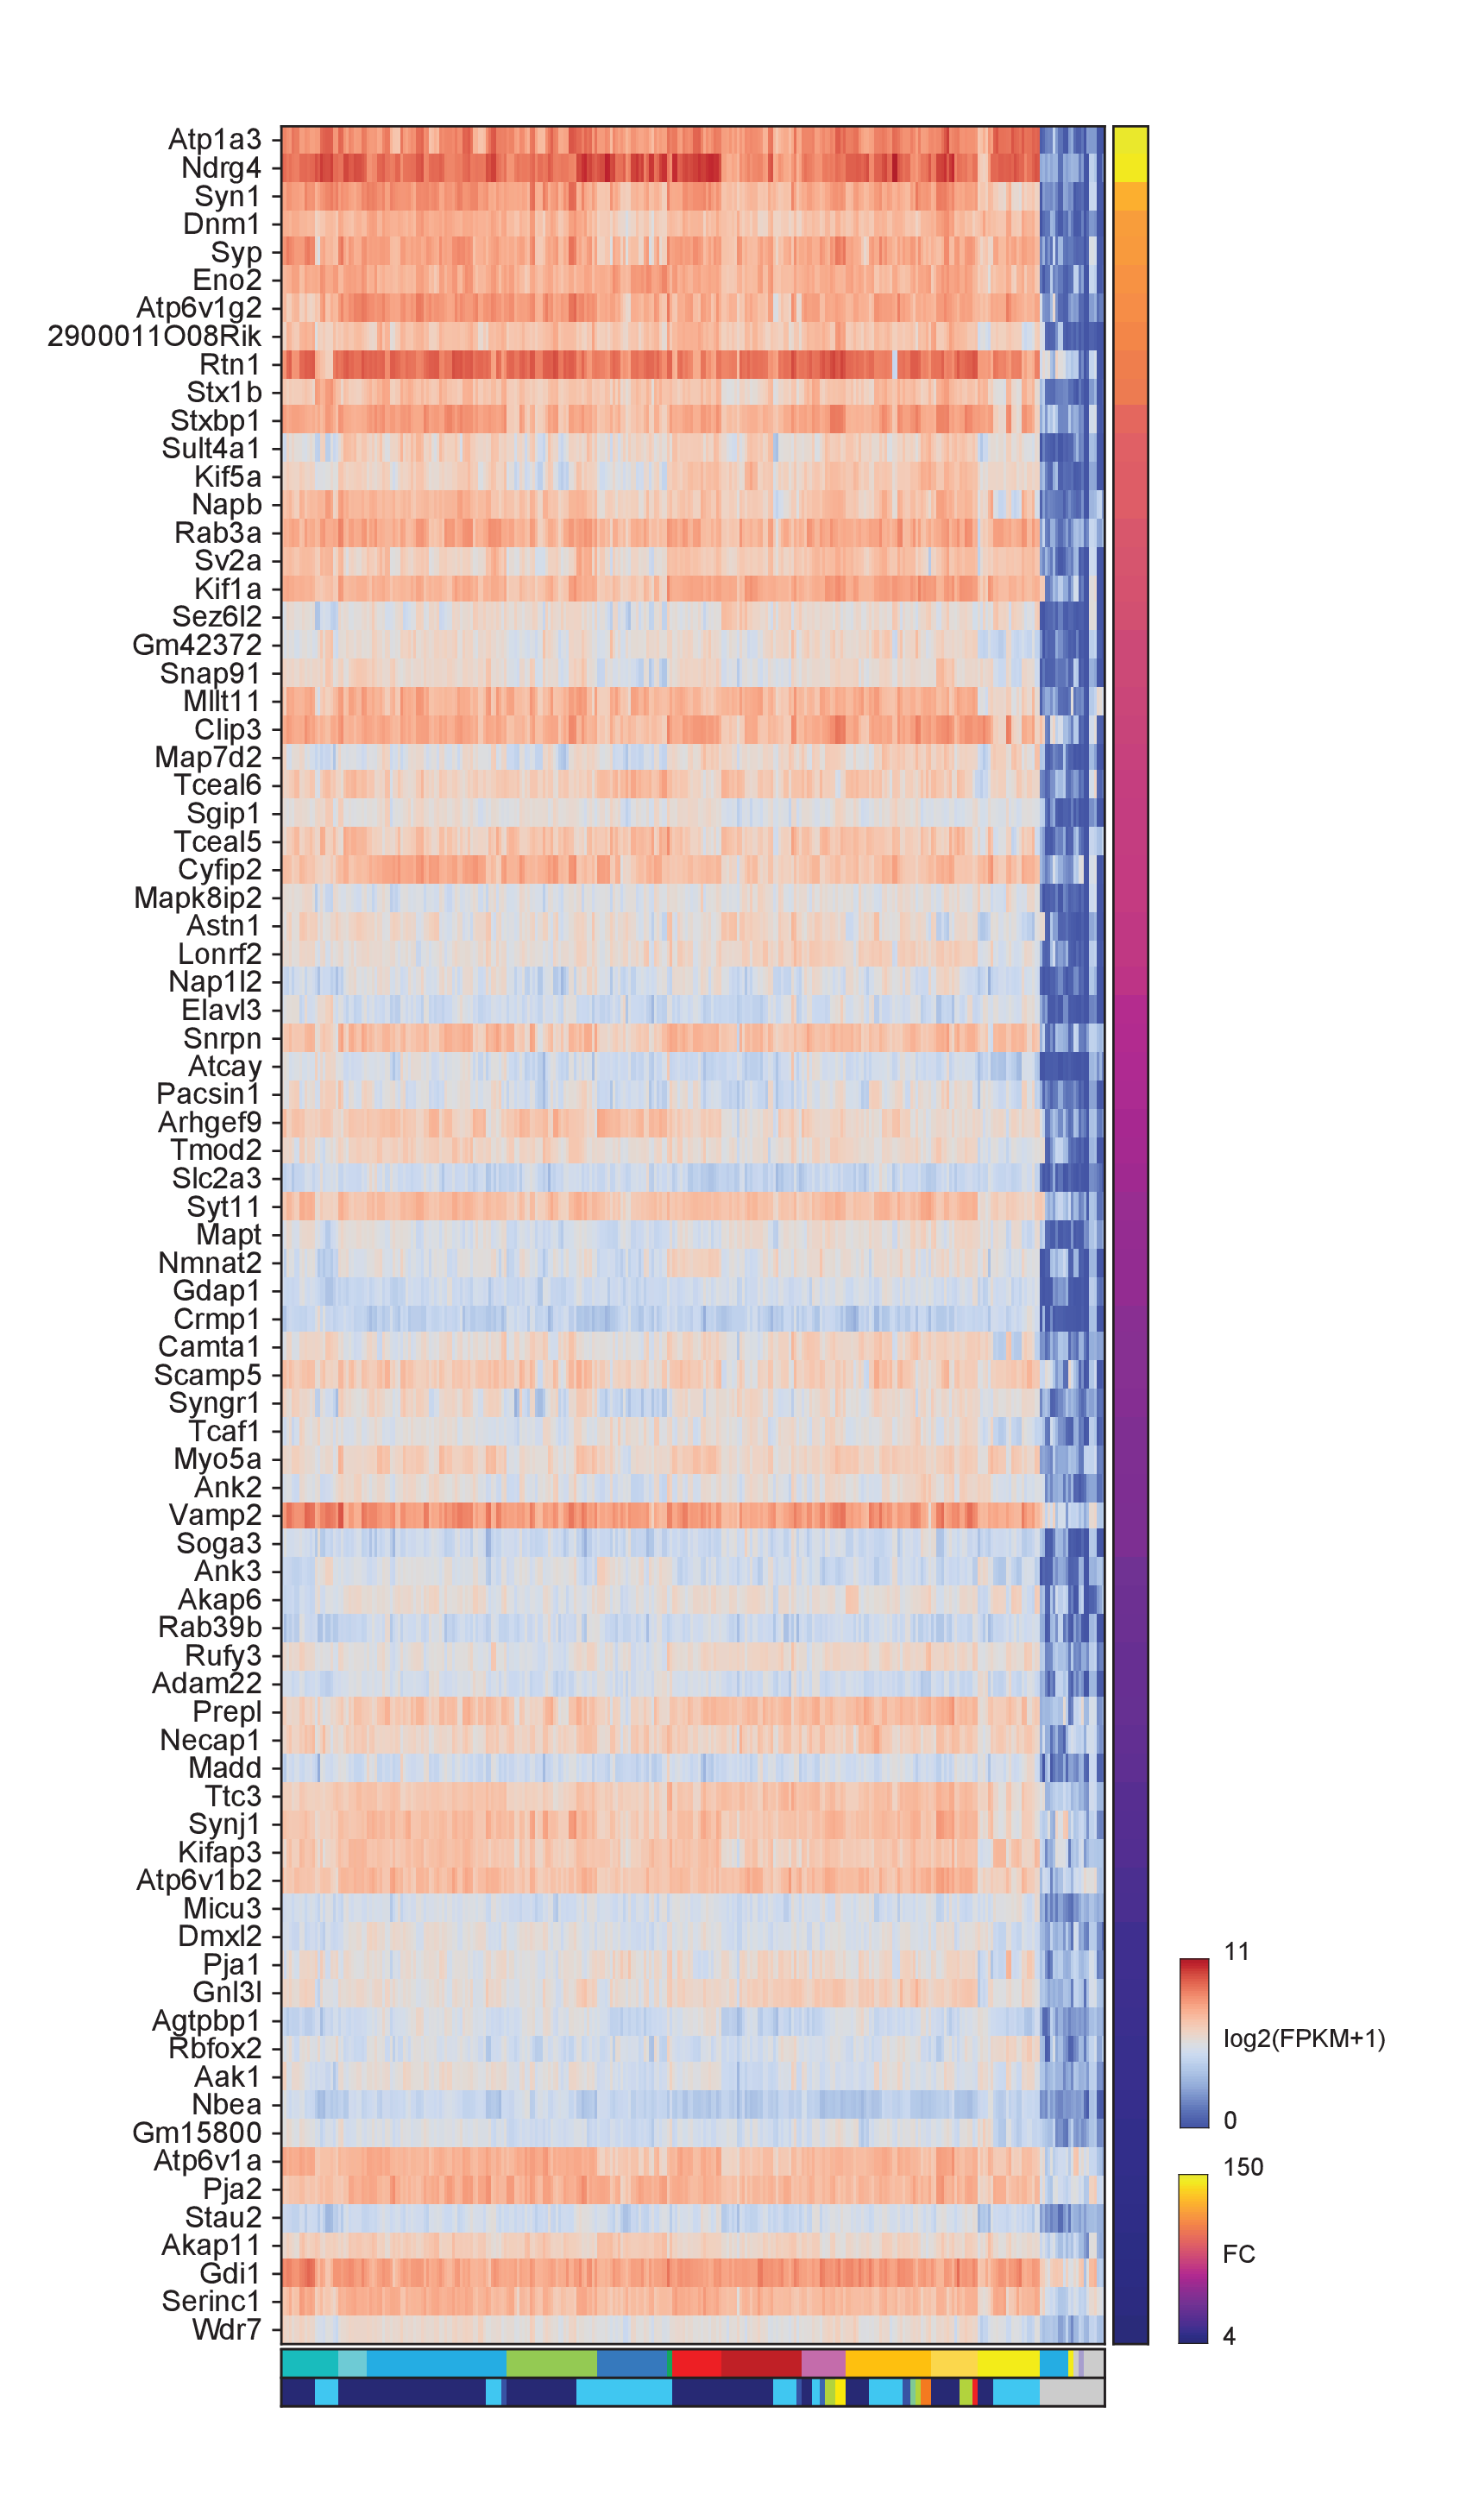 Atp1a3
Ndrg4
Syn1
Dnm1
Syp
Eno2
Atp6v1g2
2900011O08Rik
Rtn1
Stx1b
Stxbp1
Sult4a1
Kif5a
Napb
Rab3a
Sv2a
Kif1a
Sez6l2
Gm42372
Snap91
Mllt11
Clip3
Map7d2
Tceal6
Sgip1
Tceal5
Cyfip2
Mapk8ip2
Astn1
Lonrf2
Nap1l2
Elavl3
Snrpn
Atcay
Pacsin1
Arhgef9
Tmod2
Slc2a3
Syt11
Mapt
Nmnat2
Gdap1
Crmp1
Camta1
Scamp5
Syngr1
Tcaf1
Myo5a
Ank2
Vamp2
Soga3
Ank3
Akap6
Rab39b
Rufy3
Adam22
Prepl
Necap1
Madd
Ttc3
Synj1
Kifap3
Atp6v1b2
Micu3
Dmxl2
Pja1
Gnl3l
Agtpbp1
Rbfox2
Aak1
Nbea
Gm15800
Atp6v1a
Pja2
Stau2
Akap11
Gdi1
Serinc1
Wdr7
11
log2(FPKM+1)
0
150
FC
4